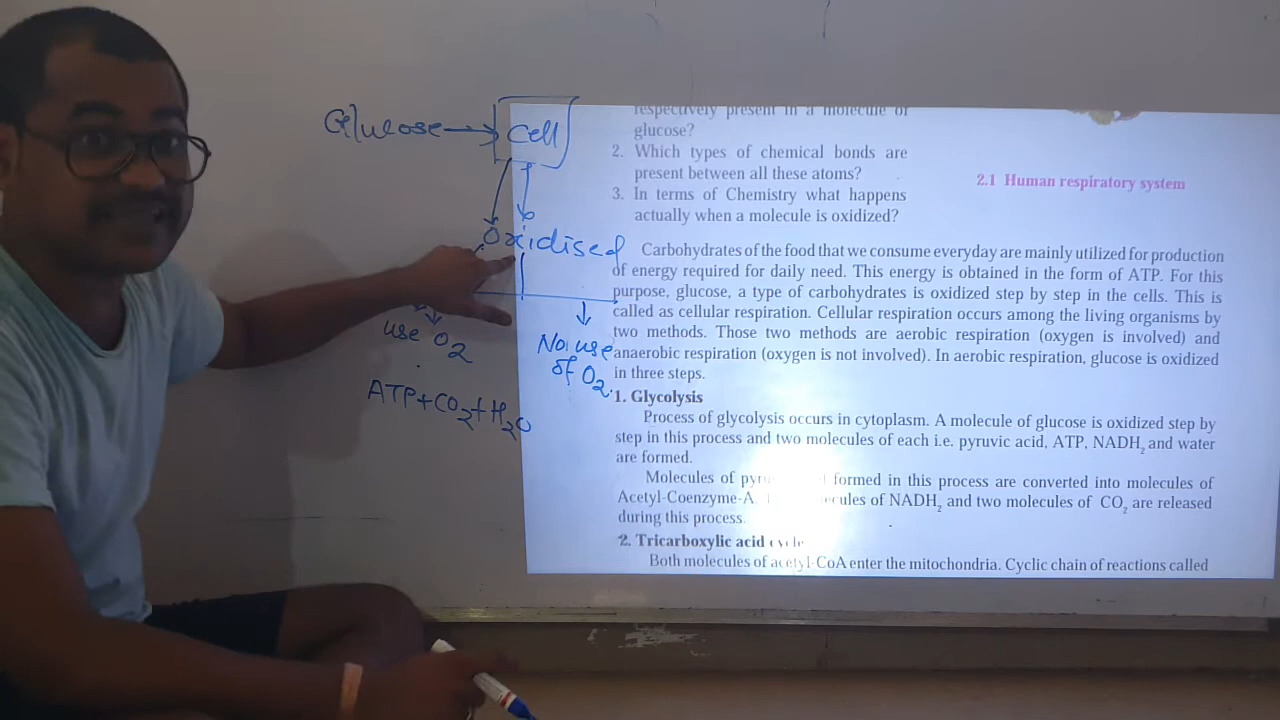 Glucose → Cell
Oxidised
use O2
No use
of O2.
ATP+CO2+H2O
respectively present in a molecule of
glucose?
2. Which types of chemical bonds are
present between all these atoms?
3. In terms of Chemistry what happens
actually when a molecule is oxidized?
2.1 Human respiratory system
Carbohydrates of the food that we consume everyday are mainly utilized for production
of energy required for daily need. This energy is obtained in the form of ATP. For this
purpose, glucose, a type of carbohydrates is oxidized step by step in the cells. This is
called as cellular respiration. Cellular respiration occurs among the living organisms by
two methods. Those two methods are aerobic respiration (oxygen is involved) and
anaerobic respiration (oxygen is not involved). In aerobic respiration, glucose is oxidized
in three steps.
1. Glycolysis
Process of glycolysis occurs in cytoplasm. A molecule of glucose is oxidized step by
step in this process and two molecules of each i.e. pyruvic acid, ATP, NADH2 and water
are formed.
Molecules of formed in this process are converted into molecules of
Acetyl-Coenzyme-A. of NADH2 and two molecules of CO2 are released
during this process.
2. Tricarboxylic acid cycle
Both molecules of acetyl-CoA enter the mitochondria. Cyclic chain of reactions called